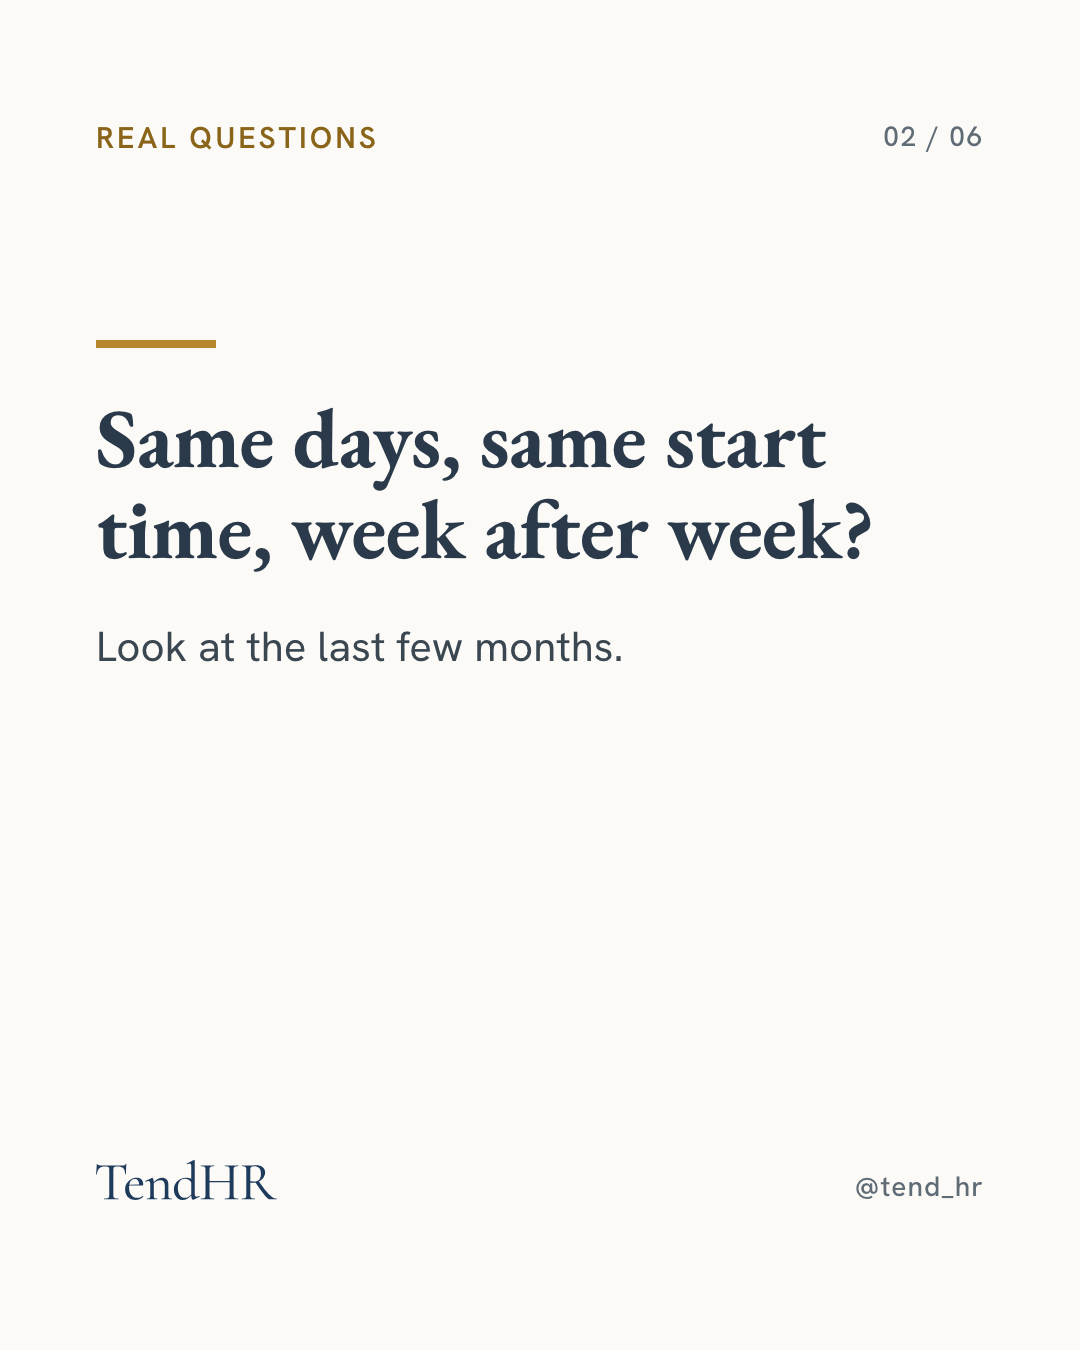 REAL QUESTIONS
02 / 06
Same days, same start
time, week after week?
Look at the last few months.
TendHR
@tend_hr